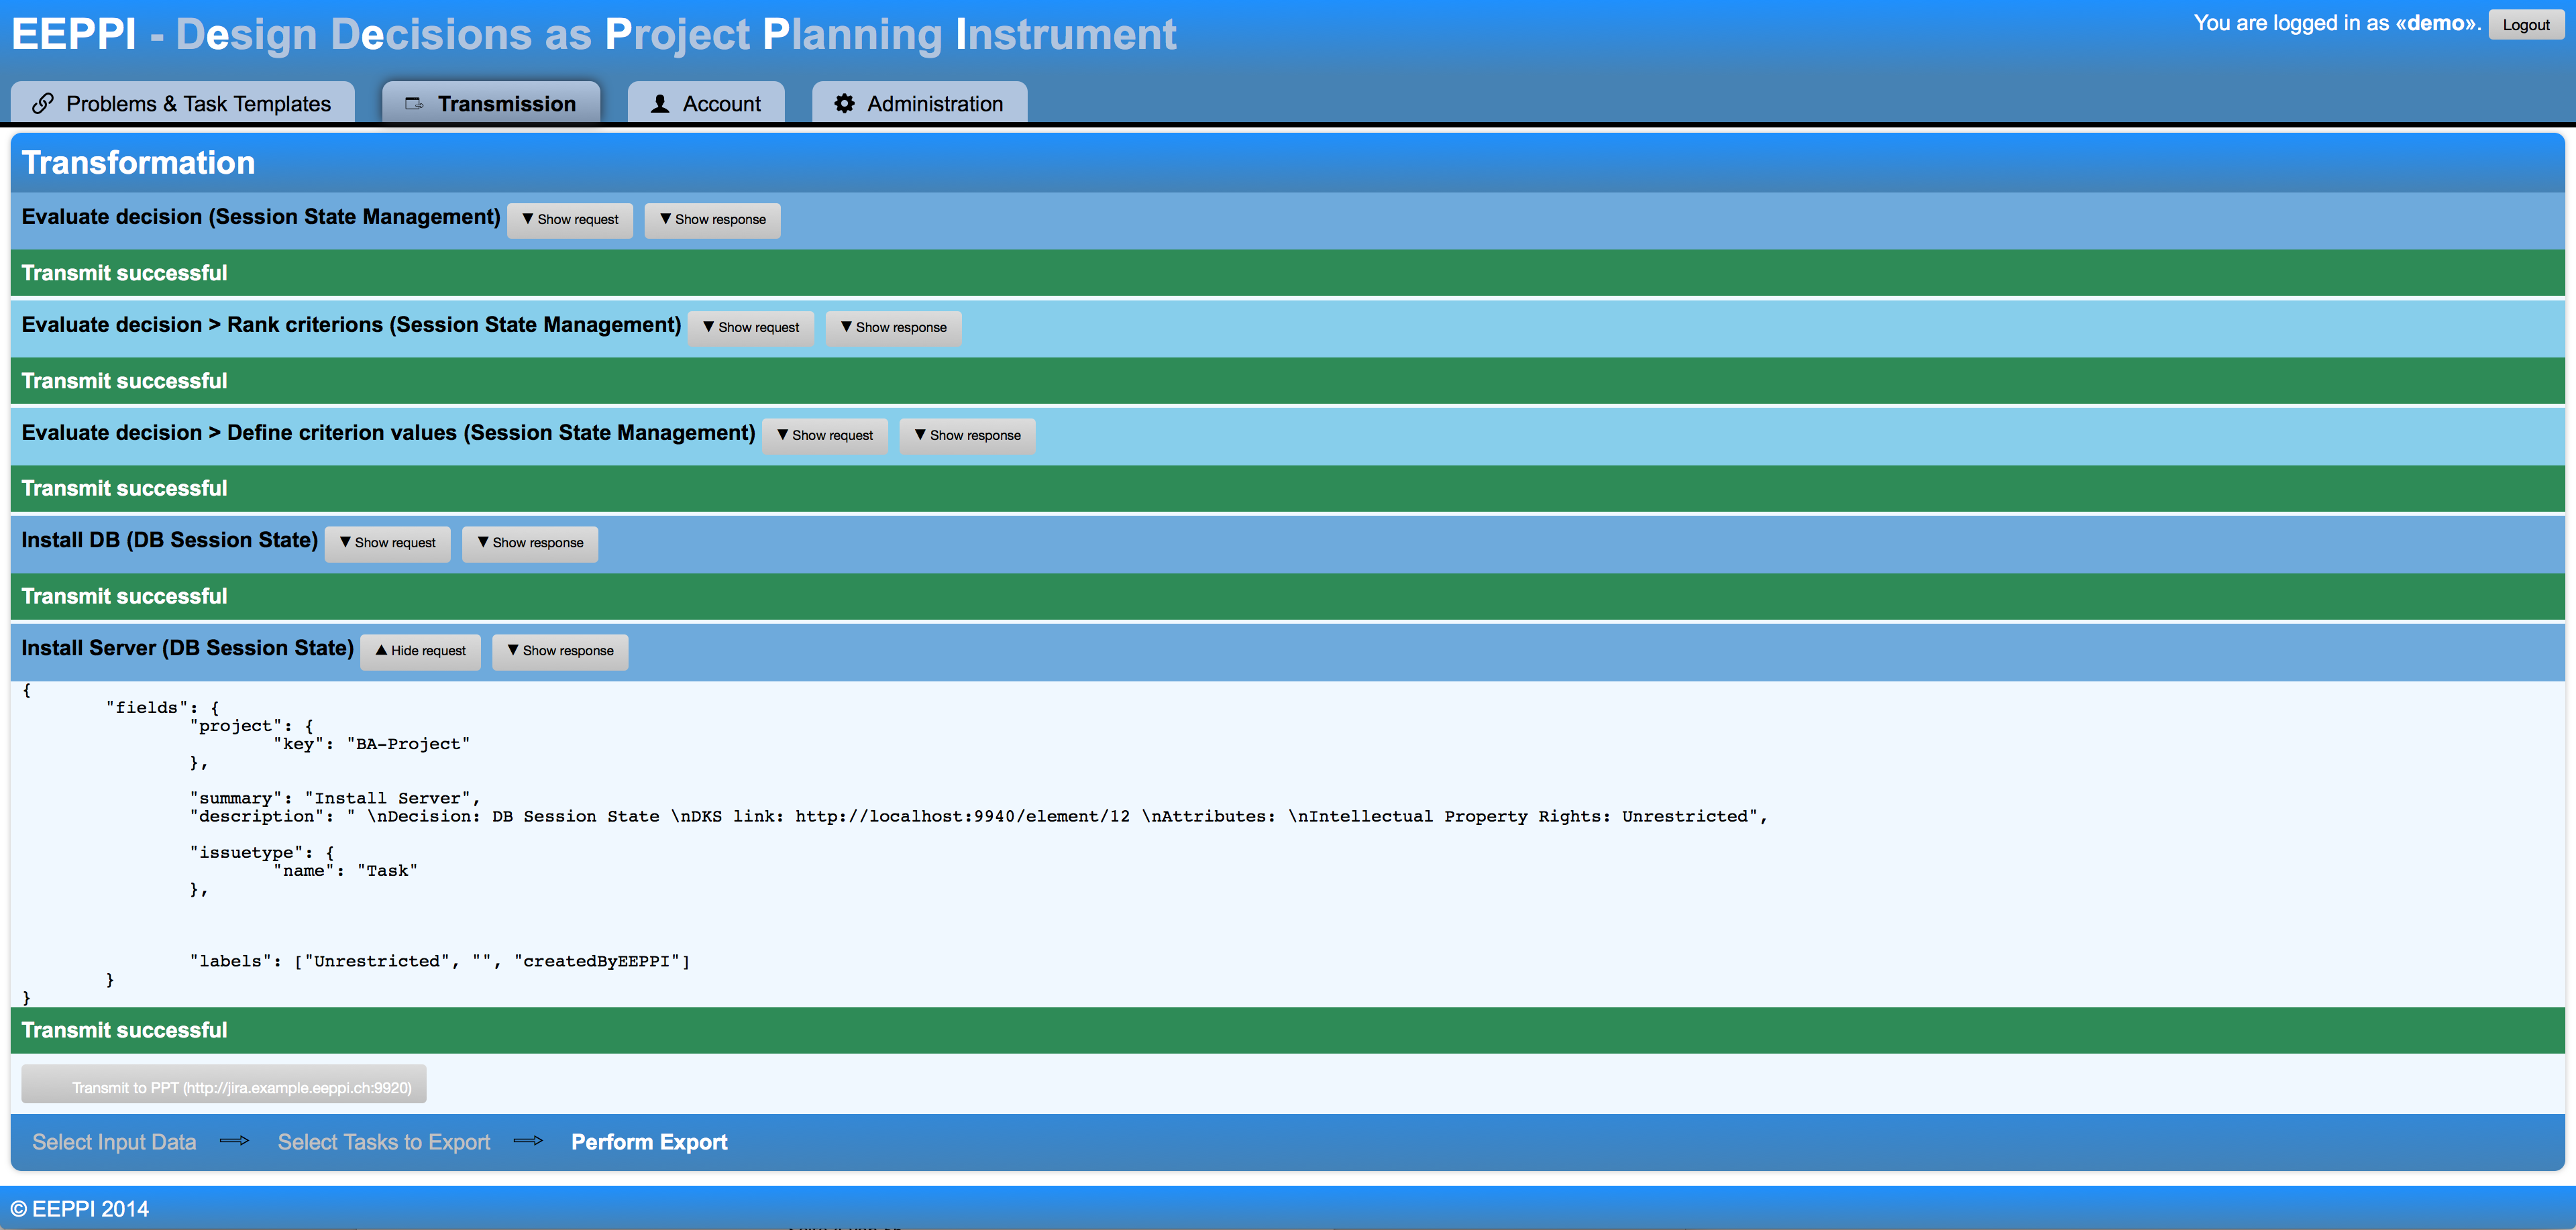 EEPPI - Design Decisions as Project Planning Instrument
You are logged in as «demo». Logout
Problems & Task Templates Transmission Account Administration
Transformation
Evaluate decision (Session State Management) ▼ Show request ▼ Show response
Transmit successful
Evaluate decision > Rank criterions (Session State Management) ▼ Show request ▼ Show response
Transmit successful
Evaluate decision > Define criterion values (Session State Management) ▼ Show request ▼ Show response
Transmit successful
Install DB (DB Session State) ▼ Show request ▼ Show response
Transmit successful
Install Server (DB Session State) ▲ Hide request ▼ Show response
{
"fields": {
"project": {
"key": "BA-Project"
},
"summary": "Install Server",
"description": " \nDecision: DB Session State \nDKS link: http://localhost:9940/element/12 \nAttributes: \nIntellectual Property Rights: Unrestricted",
"issuetype": {
"name": "Task"
},
"labels": ["Unrestricted", "", "createdByEEPPI"]
}
}
Transmit successful
Transmit to PPT (http://jira.example.eeppi.ch:9920)
Select Input Data ⟹ Select Tasks to Export ⟹ Perform Export
© EEPPI 2014